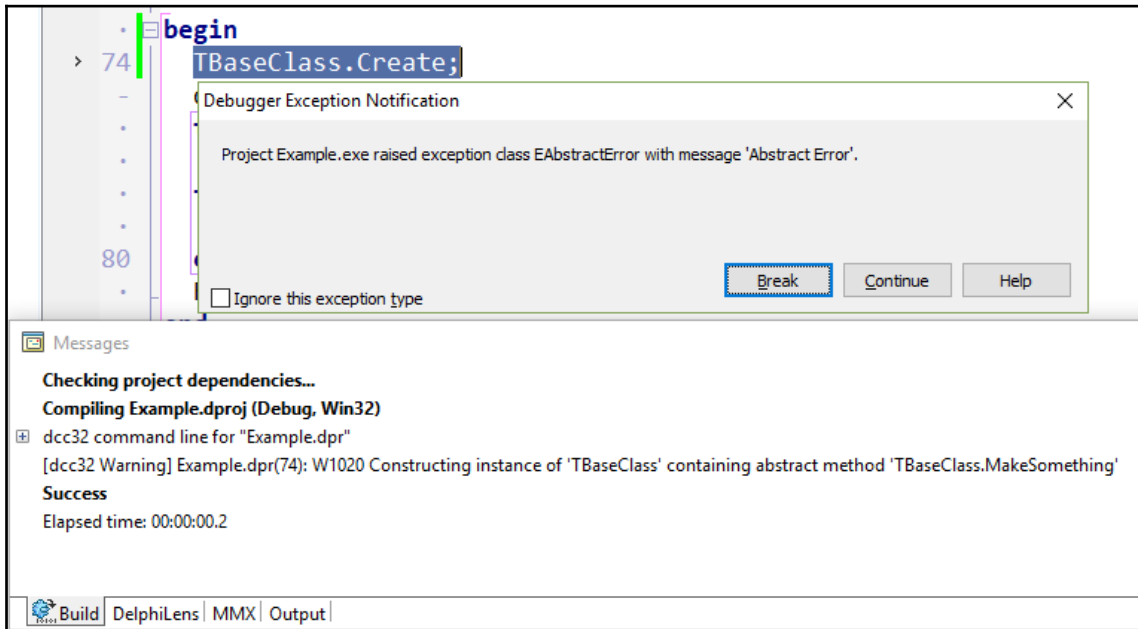 begin
74 TBaseClass.Create;
Debugger Exception Notification
Project Example.exe raised exception class EAbstractError with message 'Abstract Error'.
80
Break Continue Help
Ignore this exception type
Messages
Checking project dependencies...
Compiling Example.dproj (Debug, Win32)
dcc32 command line for "Example.dpr"
[dcc32 Warning] Example.dpr(74): W1020 Constructing instance of 'TBaseClass' containing abstract method 'TBaseClass.MakeSomething'
Success
Elapsed time: 00:00:00.2
Build DelphiLens MMX Output